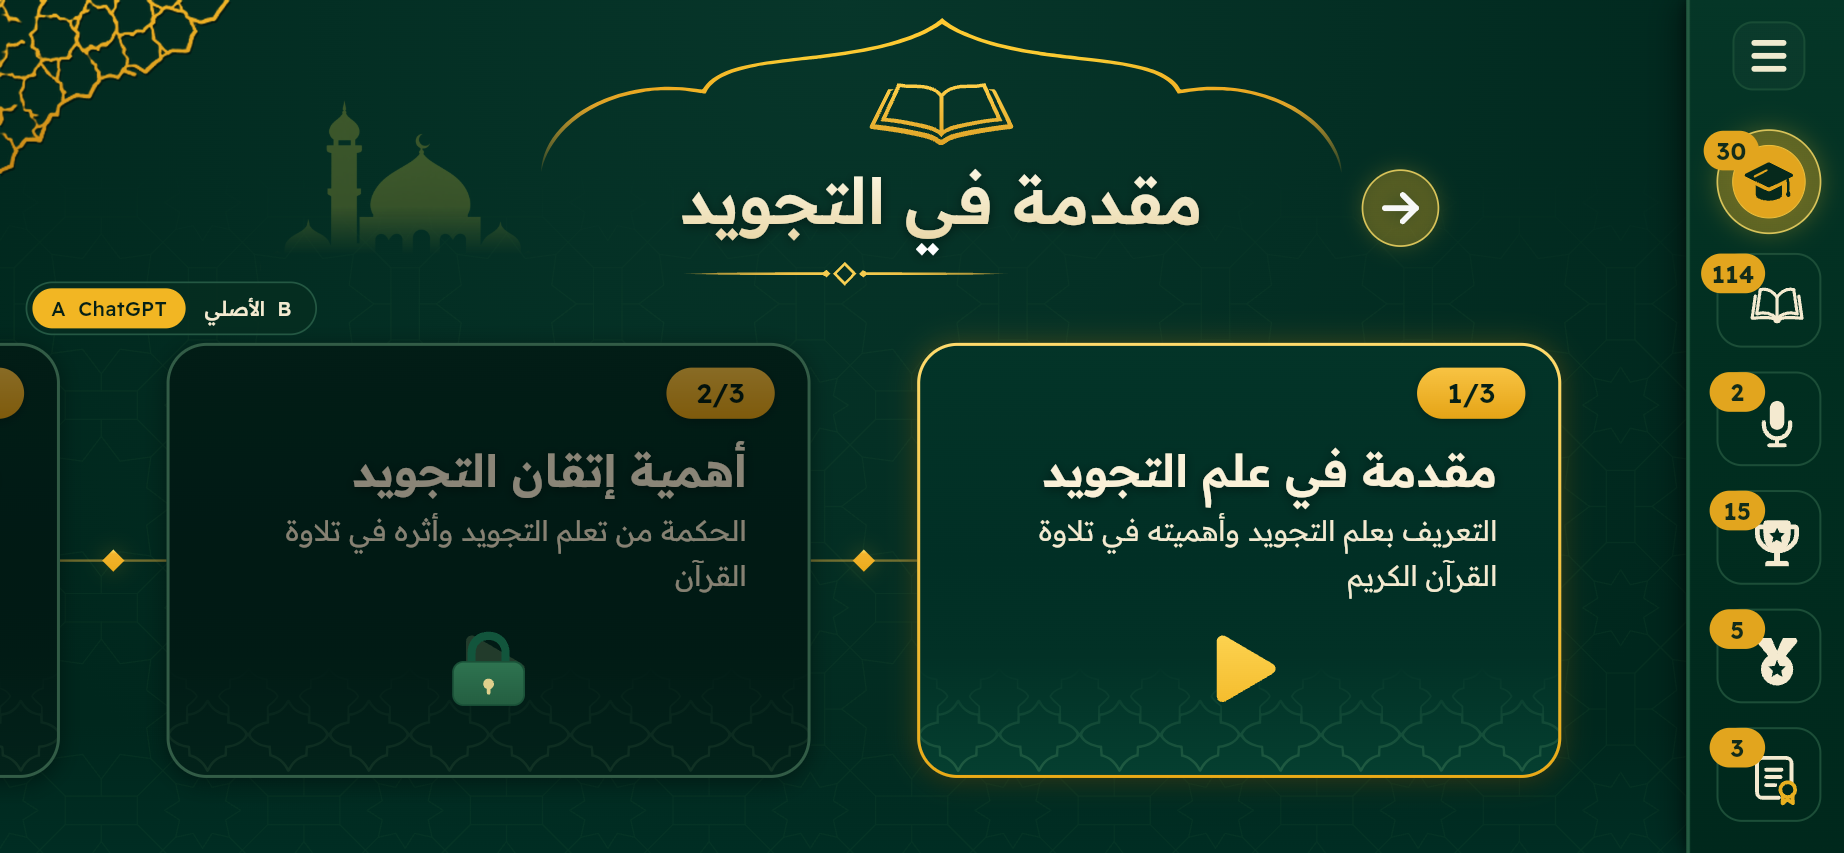 مقدمة في التجويد
A ChatGPT
الأصلي B
1/3
مقدمة في علم التجويد
التعريف بعلم التجويد وأهميته في تلاوة
القرآن الكريم
2/3
أهمية إتقان التجويد
الحكمة من تعلم التجويد وأثره في تلاوة
القرآن
30
114
2
15
5
3